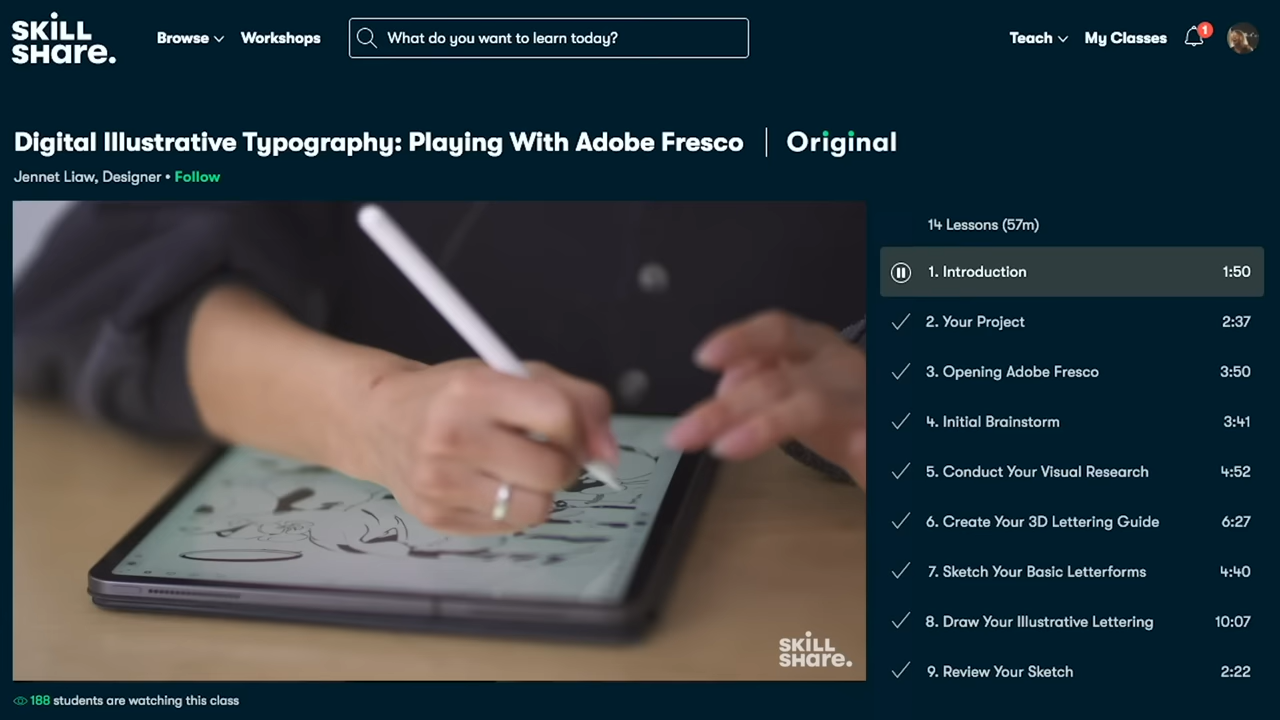 SKILL
SHare.
Browse
Workshops
What do you want to learn today?
Teach
My Classes
1
Digital Illustrative Typography: Playing With Adobe Fresco | Original
Jennet Liaw, Designer • Follow
14 Lessons (57m)
1. Introduction 1:50
2. Your Project 2:37
3. Opening Adobe Fresco 3:50
4. Initial Brainstorm 3:41
5. Conduct Your Visual Research 4:52
6. Create Your 3D Lettering Guide 6:27
7. Sketch Your Basic Letterforms 4:40
8. Draw Your Illustrative Lettering 10:07
9. Review Your Sketch 2:22
SKILL
SHare.
188 students are watching this class